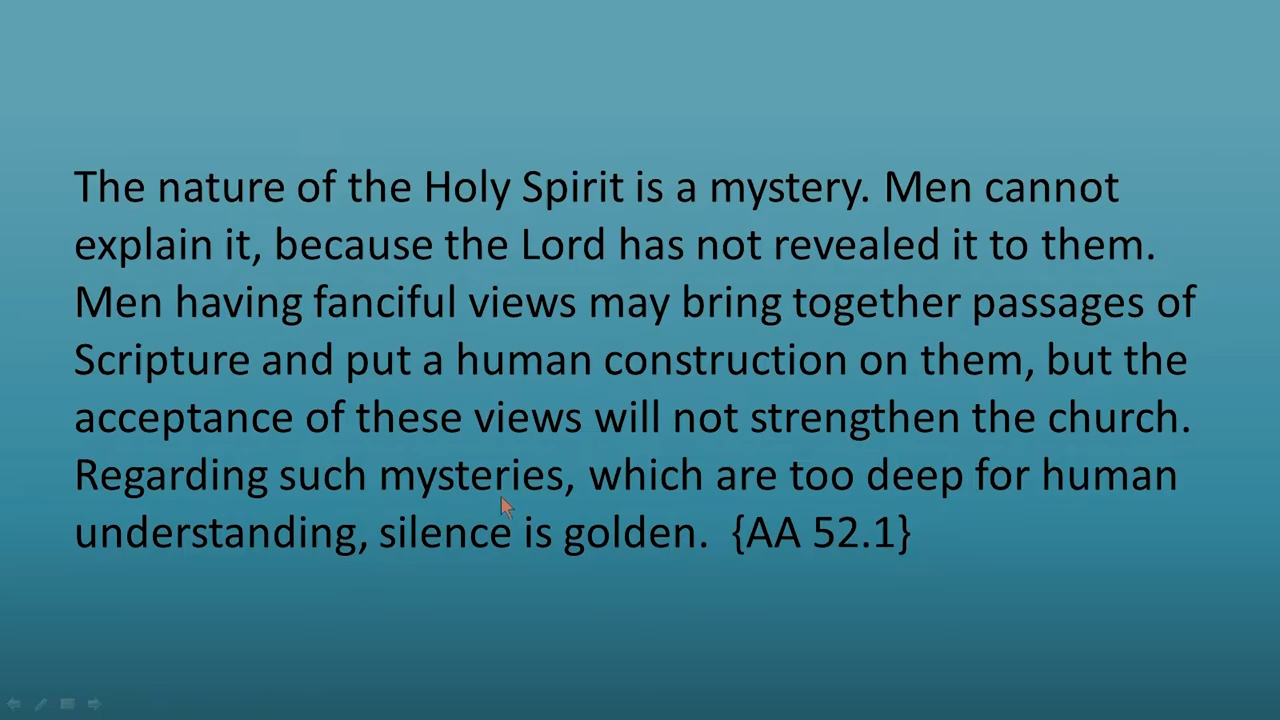 The nature of the Holy Spirit is a mystery. Men cannot
explain it, because the Lord has not revealed it to them.
Men having fanciful views may bring together passages of
Scripture and put a human construction on them, but the
acceptance of these views will not strengthen the church.
Regarding such mysteries, which are too deep for human
understanding, silence is golden.  {AA 52.1}